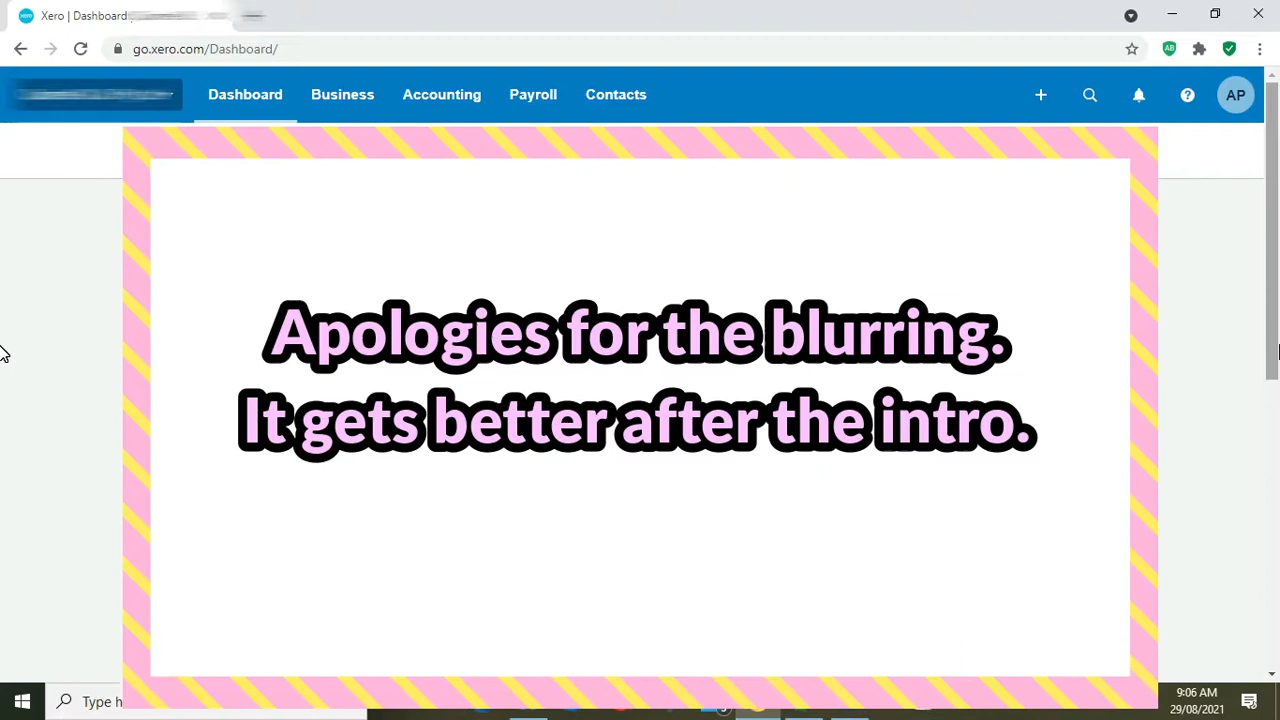 Xero | Dashboard
go.xero.com/Dashboard/
AB
Dashboard Business Accounting Payroll Contacts
AP
Apologies for the blurring.
It gets better after the intro.
Type h
9:06 AM
29/08/2021